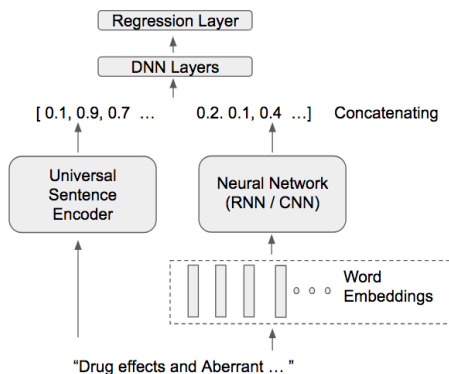 Regression Layer
DNN Layers
[ 0.1, 0.9, 0.7 … 0.2. 0.1, 0.4 …] Concatenating
Universal
Sentence
Encoder
Neural Network
(RNN / CNN)
Word
Embeddings
“Drug effects and Aberrant … ”